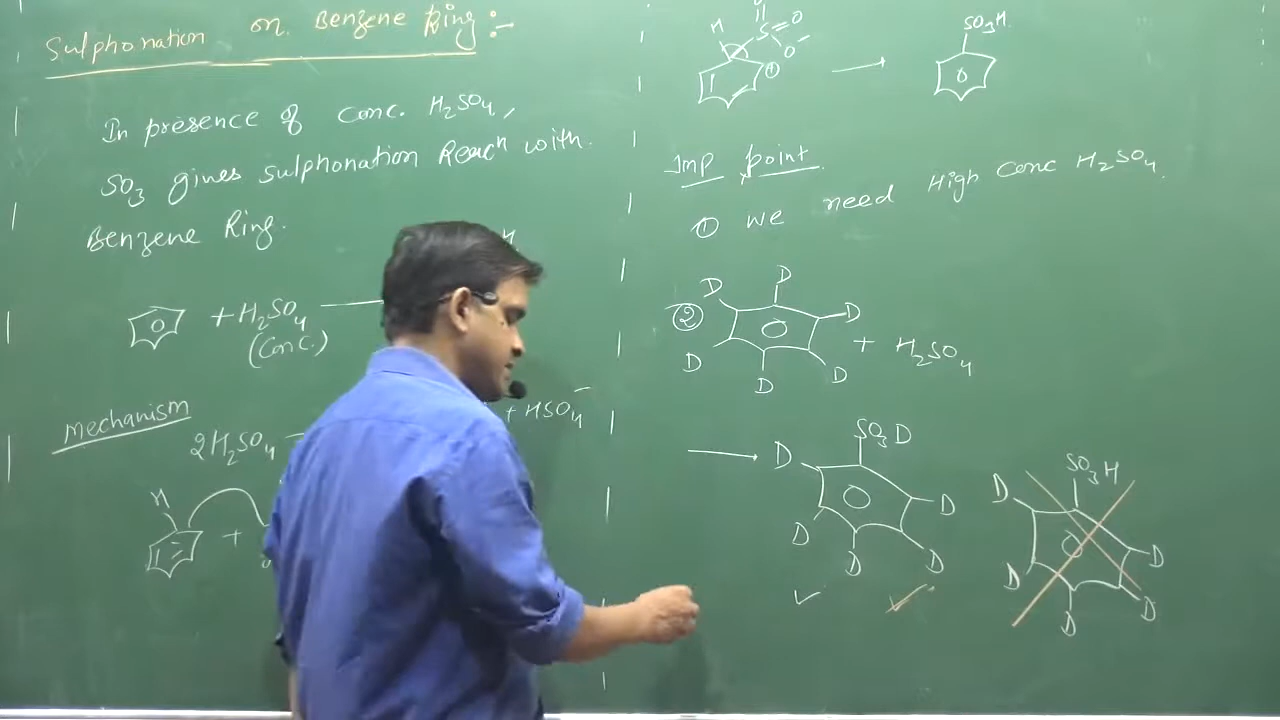 Sulphonation on Benzene Ring :-
In presence of conc. H₂SO₄,
SO₃ gives sulphonation Reacn with
Benzene Ring.
+ H₂SO₄
(Conc.)
H
Mechanism
2H₂SO₄
+ HSO₄⁻
H
+
H
S=O
O⁻
SO₃H
Imp point
① We need High Conc H₂SO₄.
②
D D D
D D D
+ H₂SO₄
SO₃D
D D
D D D
SO₃H
D D
D D D